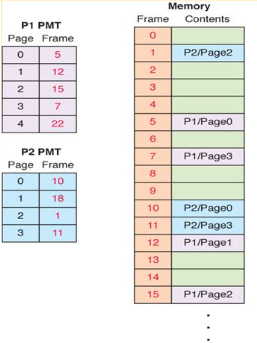 P1 PMT
Page Frame
0 5
1 12
2 15
3 7
4 22
P2 PMT
Page Frame
0 10
1 18
2 1
3 11
Memory
Frame Contents
0
1 P2/Page2
2
3
4
5 P1/Page0
6
7 P1/Page3
8
9
10 P2/Page0
11 P2/Page3
12 P1/Page1
13
14
15 P1/Page2